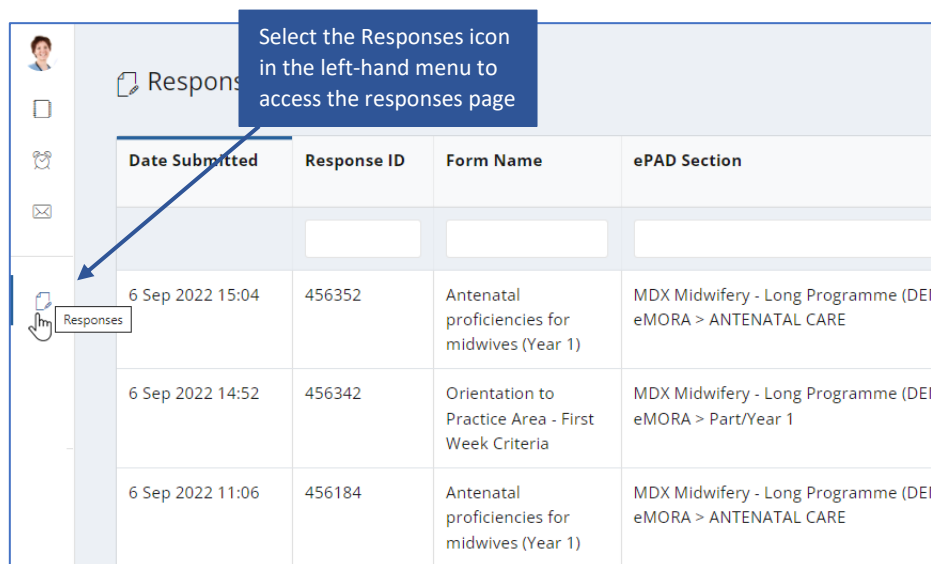 Select the Responses icon
in the left-hand menu to
access the responses page
Respons
Date Submitted
Response ID
Form Name
ePAD Section
6 Sep 2022 15:04
456352
Antenatal
proficiencies for
midwives (Year 1)
MDX Midwifery - Long Programme (DE
eMORA > ANTENATAL CARE
Responses
6 Sep 2022 14:52
456342
Orientation to
Practice Area - First
Week Criteria
MDX Midwifery - Long Programme (DE
eMORA > Part/Year 1
6 Sep 2022 11:06
456184
Antenatal
proficiencies for
midwives (Year 1)
MDX Midwifery - Long Programme (DE
eMORA > ANTENATAL CARE